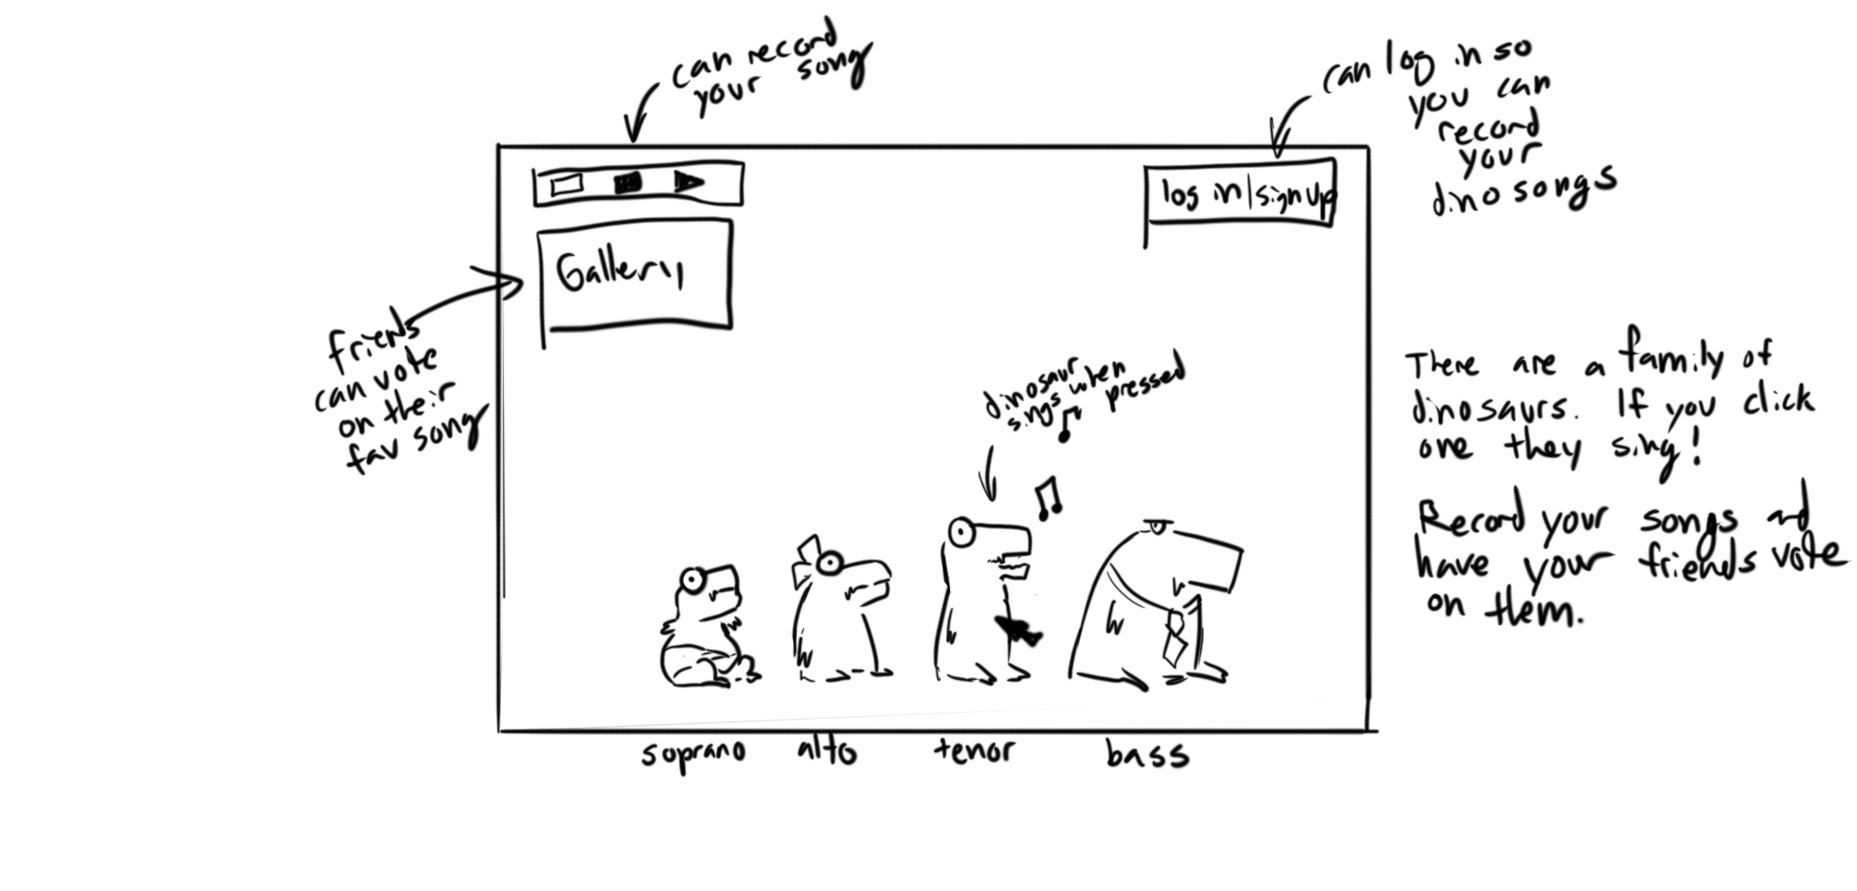 can record
your song
can log in so
you can
record
your
dino songs
log in|signup
Gallery
friends
can vote
on their
fav song
dinosaur
sings when
pressed
There are a family of
dinosaurs. If you click
one they sing!
Record your songs and
have your friends vote
on them.
soprano alto tenor bass